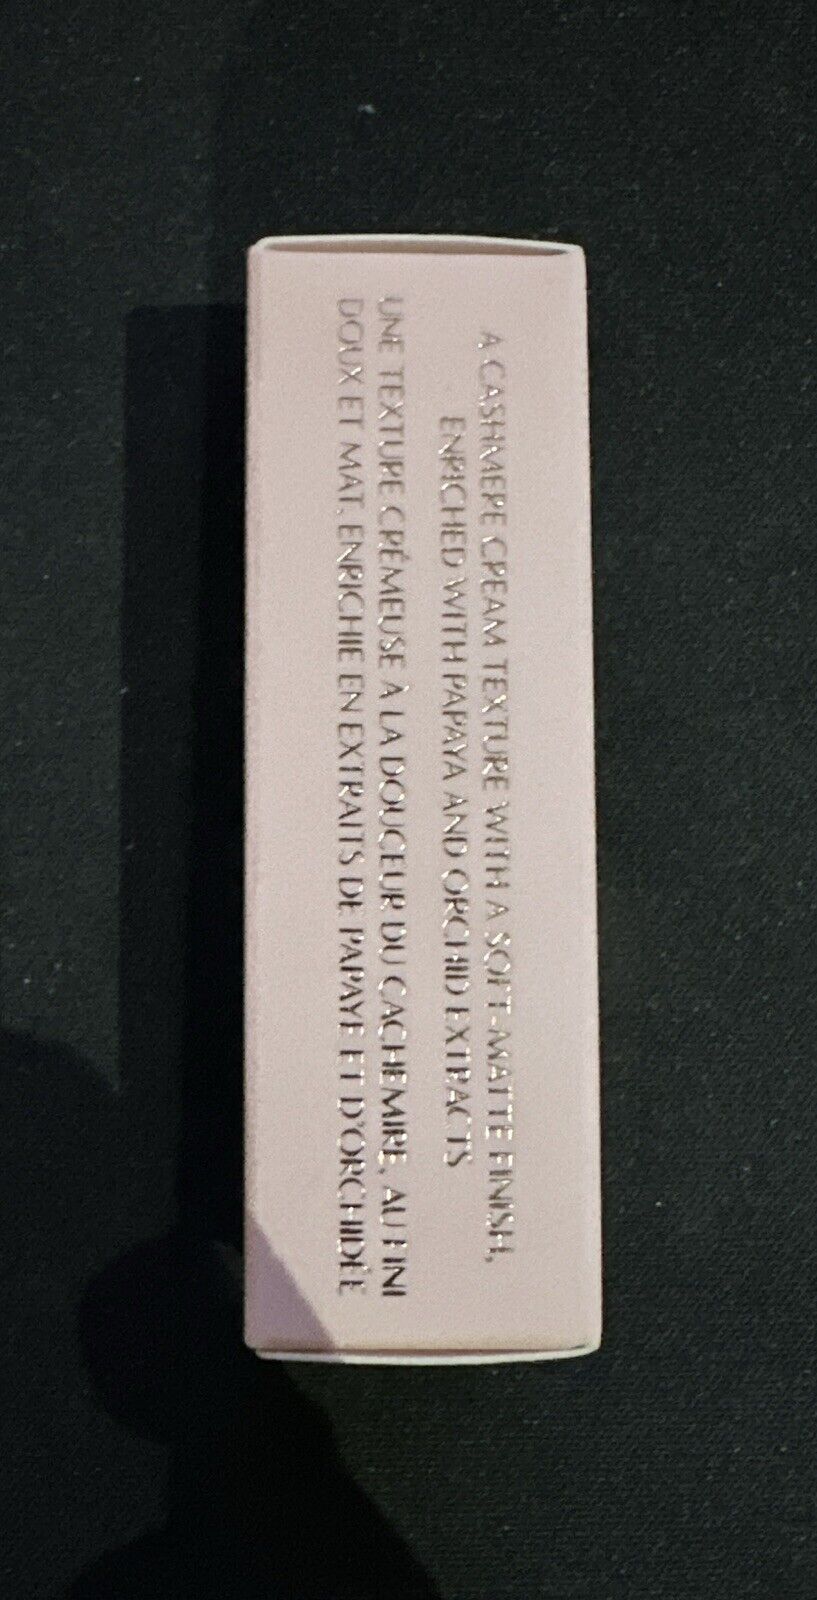 A CASHMERE CREAM TEXTURE WITH A SOFT-MATTE FINISH,
ENRICHED WITH PAPAYA AND ORCHID EXTRACTS
UNE TEXTURE CRÉMEUSE À LA DOUCEUR DU CACHEMIRE, AU FINI
DOUX ET MAT. ENRICHIE EN EXTRAITS DE PAPAYE ET D'ORCHIDÉE